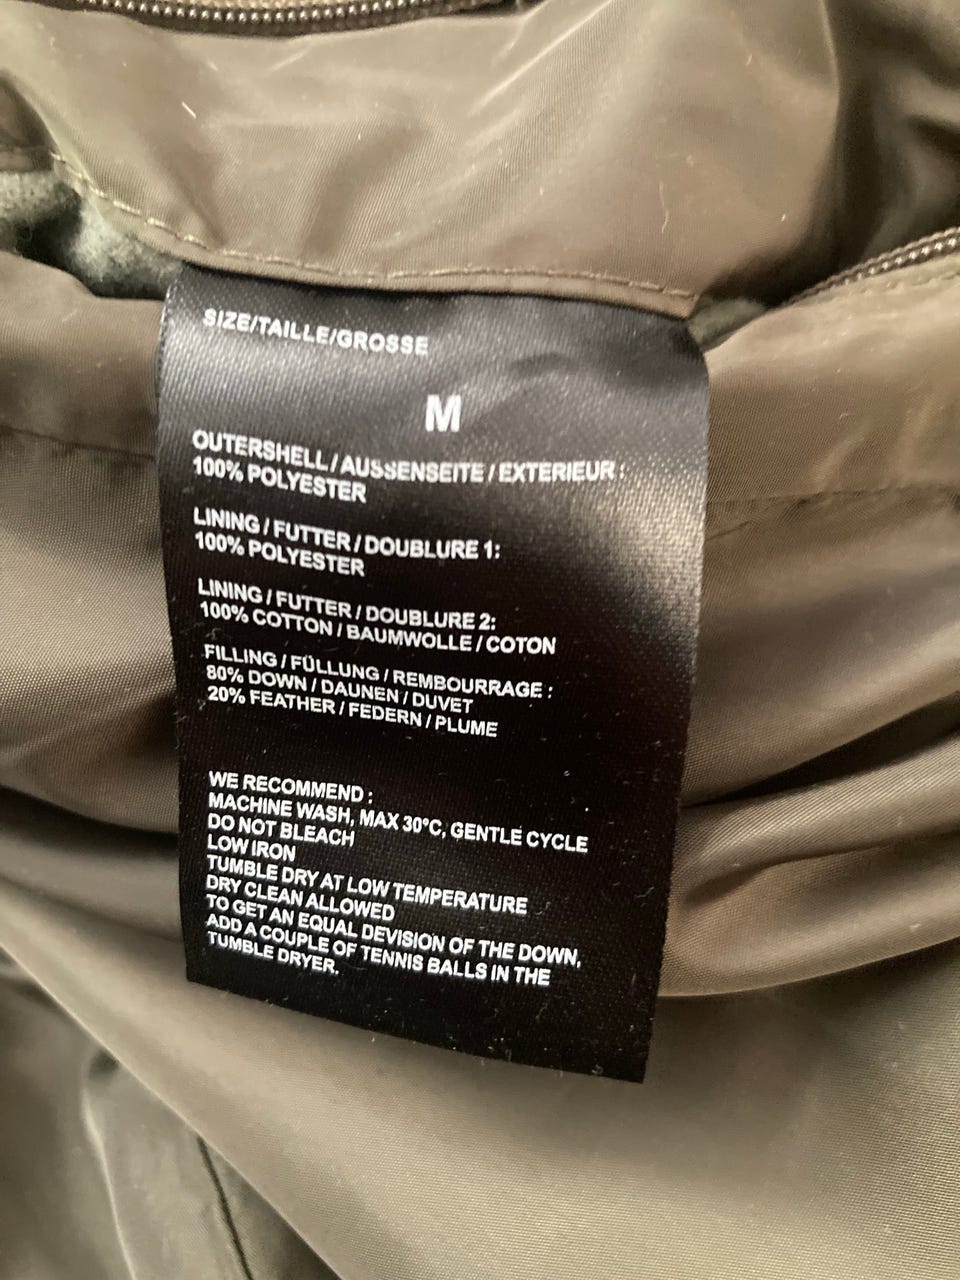 SIZE/TAILLE/GROSSE
M
OUTERSHELL / AUSSENSEITE / EXTERIEUR :
100% POLYESTER
LINING / FUTTER / DOUBLURE 1:
100% POLYESTER
LINING / FUTTER / DOUBLURE 2:
100% COTTON / BAUMWOLLE / COTON
FILLING / FÜLLUNG / REMBOURRAGE :
80% DOWN / DAUNEN / DUVET
20% FEATHER / FEDERN / PLUME
WE RECOMMEND :
MACHINE WASH, MAX 30°C, GENTLE CYCLE
DO NOT BLEACH
LOW IRON
TUMBLE DRY AT LOW TEMPERATURE
DRY CLEAN ALLOWED
TO GET AN EQUAL DEVISION OF THE DOWN,
ADD A COUPLE OF TENNIS BALLS IN THE
TUMBLE DRYER.